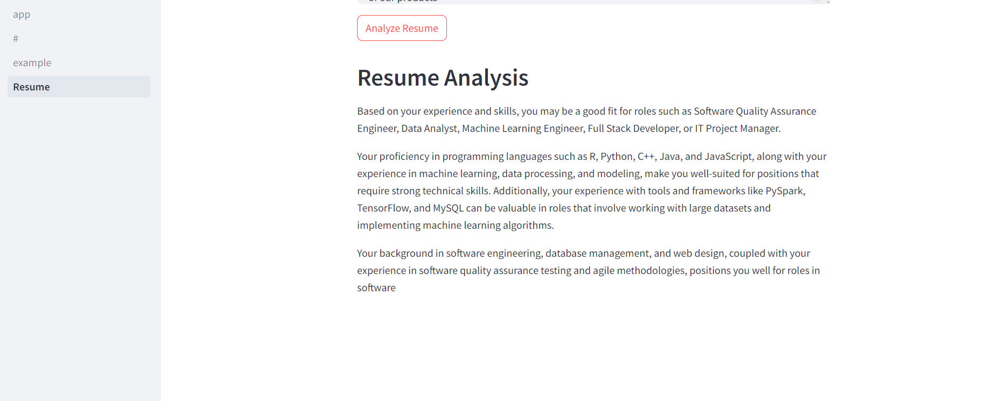 app
#
example
Resume
of our products
Analyze Resume
Resume Analysis
Based on your experience and skills, you may be a good fit for roles such as Software Quality Assurance
Engineer, Data Analyst, Machine Learning Engineer, Full Stack Developer, or IT Project Manager.
Your proficiency in programming languages such as R, Python, C++, Java, and JavaScript, along with your
experience in machine learning, data processing, and modeling, make you well-suited for positions that
require strong technical skills. Additionally, your experience with tools and frameworks like PySpark,
TensorFlow, and MySQL can be valuable in roles that involve working with large datasets and
implementing machine learning algorithms.
Your background in software engineering, database management, and web design, coupled with your
experience in software quality assurance testing and agile methodologies, positions you well for roles in
software